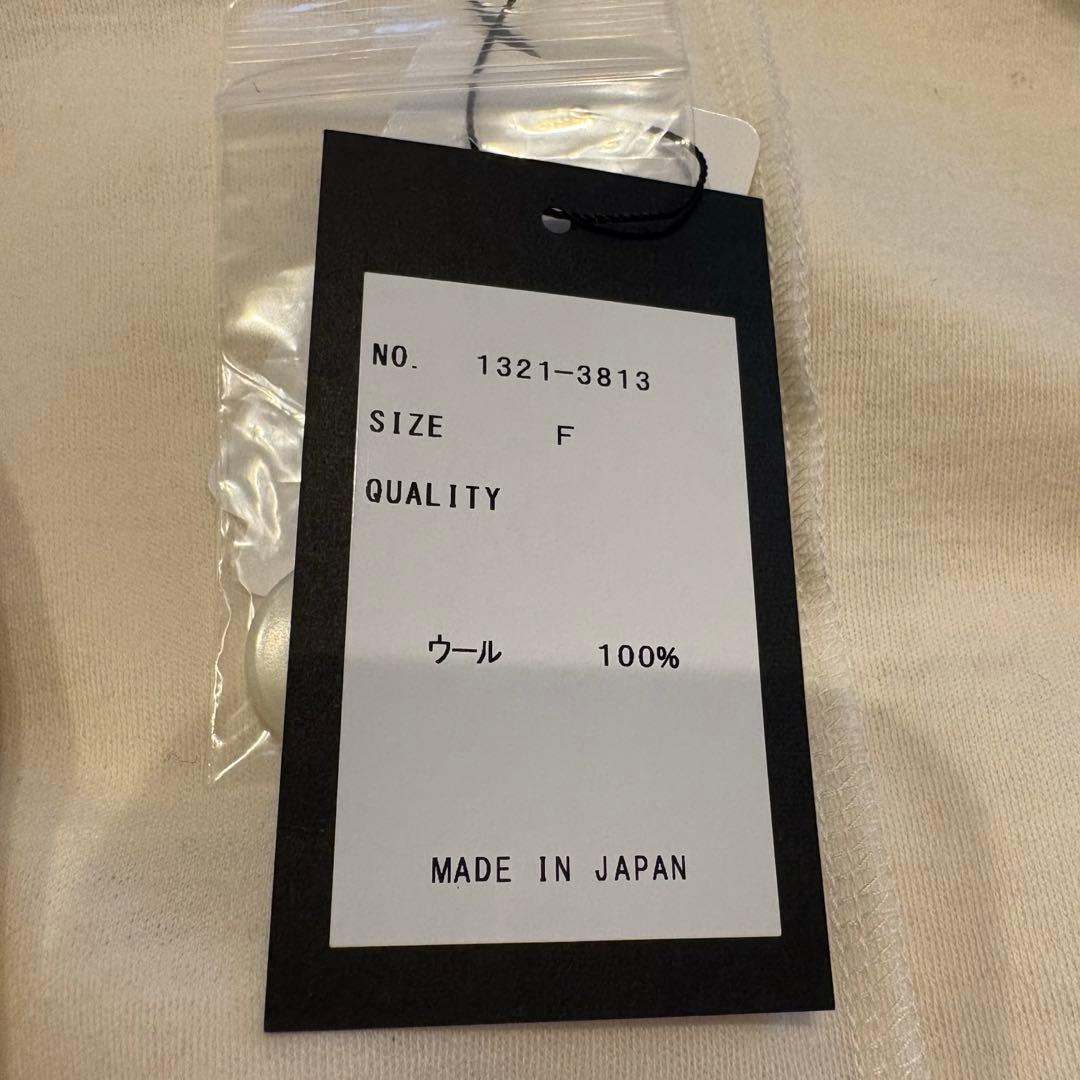 NO. 1321-3813
SIZE F
QUALITY
ウール 100%
MADE IN JAPAN